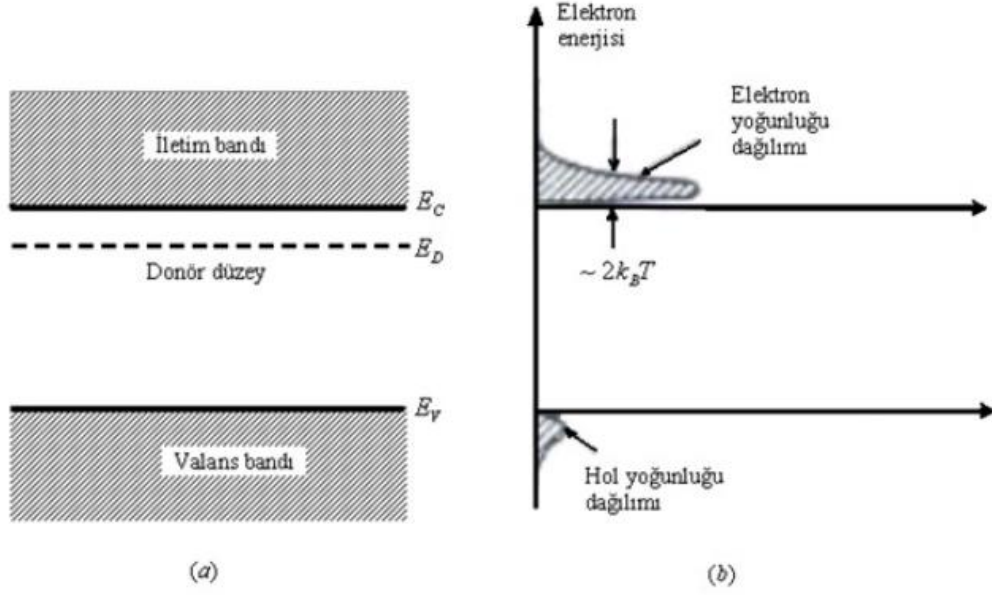 İletim bandı
E_C
E_D
Donör düzey
E_V
Valans bandı
(a)
Elektron
enerjisi
Elektron
yoğunluğu
dağılımı
~ 2k_BT
Hol yoğunluğu
dağılımı
(b)